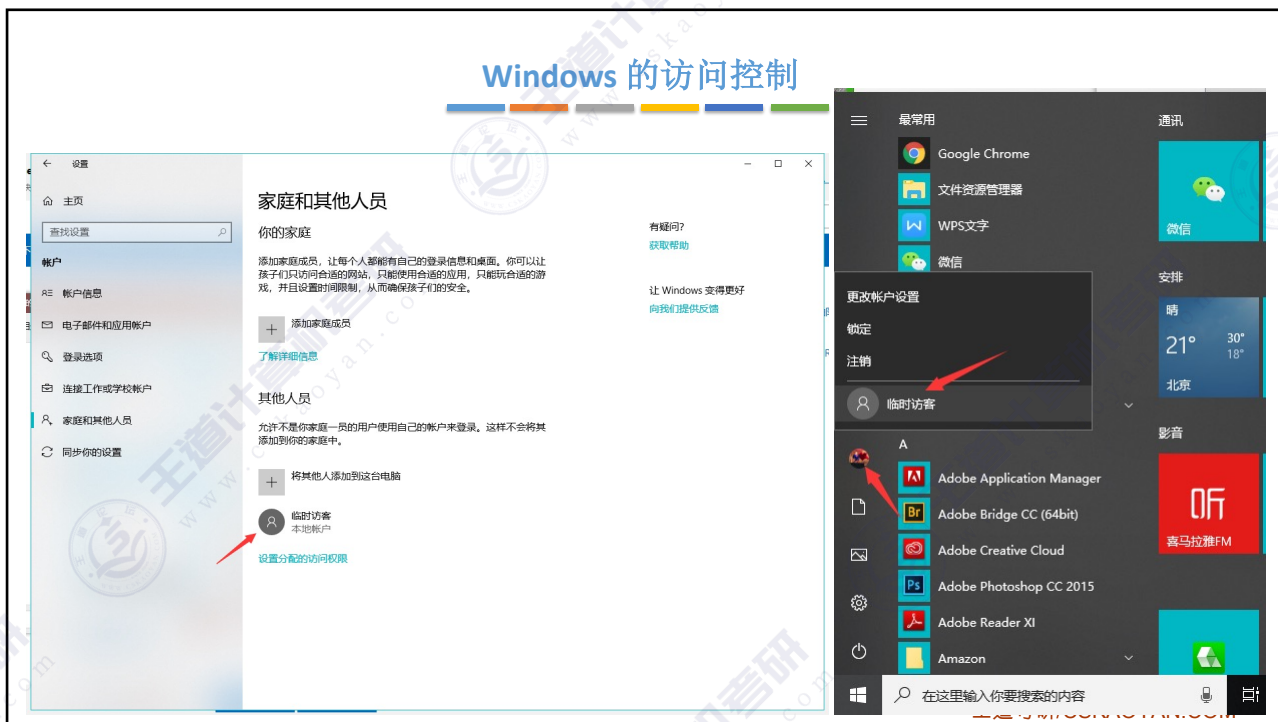 Windows 的访问控制
设置
主页
查找设置
帐户
帐户信息
电子邮件和应用帐户
登录选项
连接工作或学校帐户
家庭和其他人员
同步你的设置
家庭和其他人员
你的家庭
添加家庭成员，让每个人都能有自己的登录信息和桌面。你可以让
孩子们只访问合适的网站，只能使用合适的应用，只能玩合适的游
戏，并且设置时间限制，从而确保孩子们的安全。
添加家庭成员
了解详细信息
其他人员
允许不是你家庭一员的用户使用自己的帐户来登录。这样不会将其
添加到你的家庭中。
将其他人添加到这台电脑
临时访客
本地帐户
设置分配的访问权限
有疑问?
获取帮助
让 Windows 变得更好
向我们提供反馈
最常用
Google Chrome
文件资源管理器
WPS文字
微信
更改帐户设置
锁定
注销
临时访客
A
Adobe Application Manager
Adobe Bridge CC (64bit)
Adobe Creative Cloud
Adobe Photoshop CC 2015
Adobe Reader XI
Amazon
在这里输入你要搜索的内容
通讯
微信
安排
晴
21° 30°
18°
北京
影音
听
喜马拉雅FM
王道计算机考研
www.cskaoyan.com